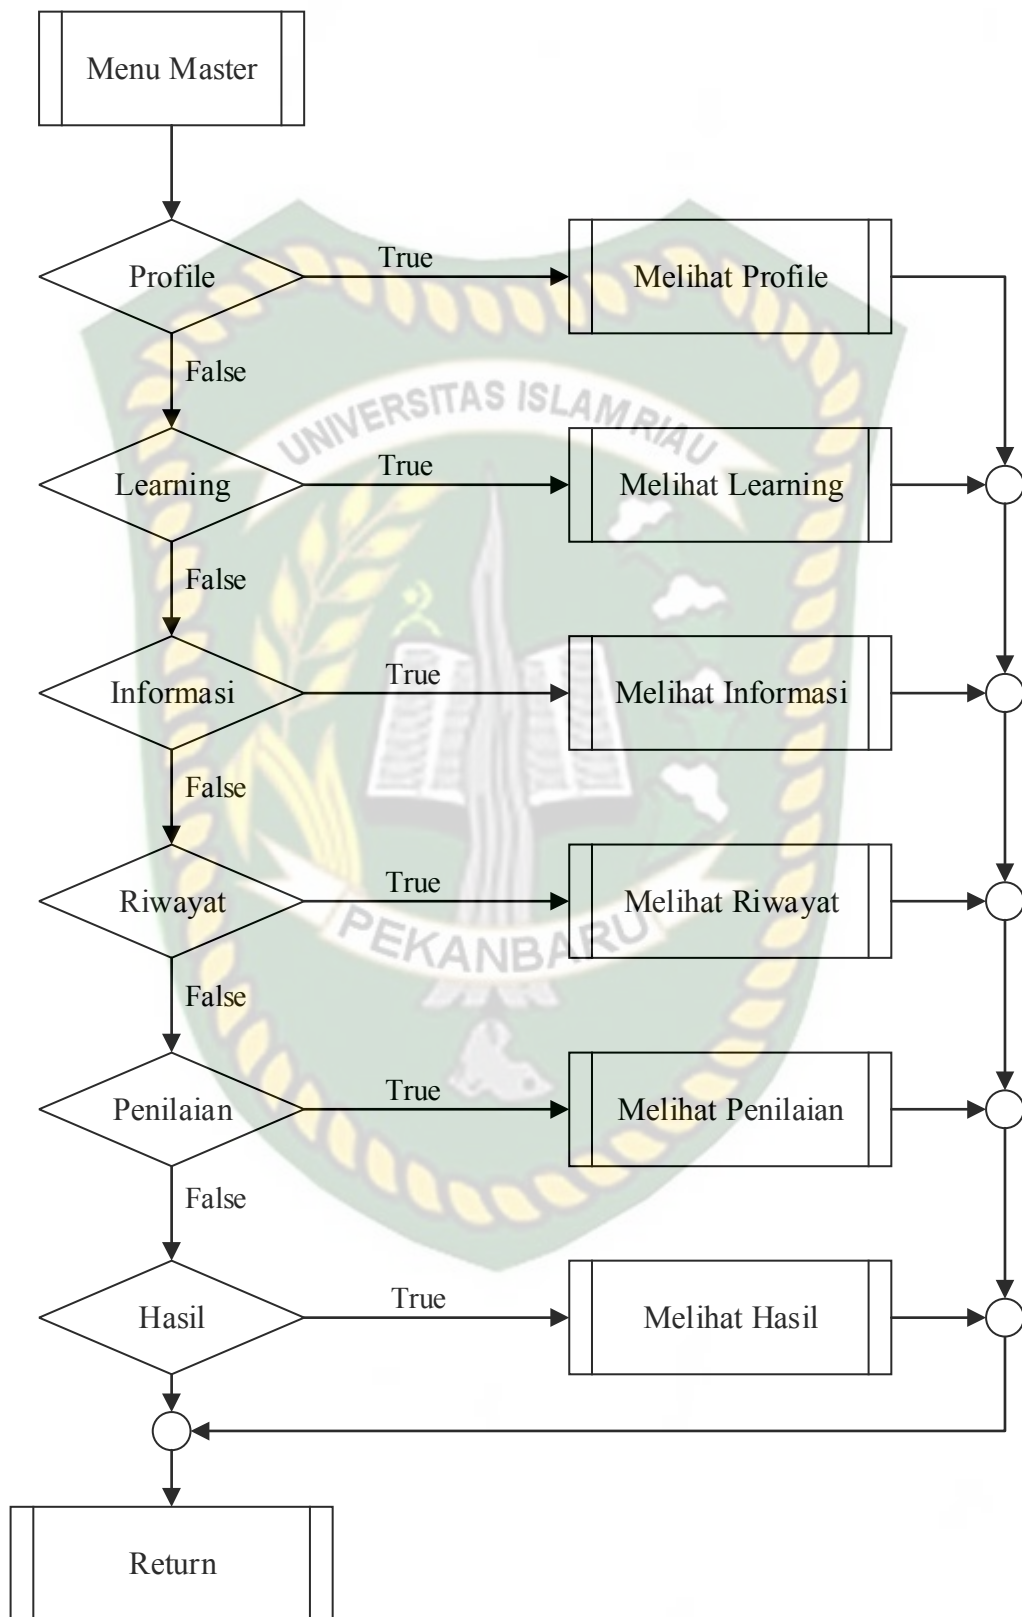 Menu Master
Profile
True
Melihat Profile
False
UNIVERSITAS ISLAM RIAU
Learning
True
Melihat Learning
False
Informasi
True
Melihat Informasi
False
Riwayat
True
Melihat Riwayat
PEKANBARU
False
Penilaian
True
Melihat Penilaian
False
Hasil
True
Melihat Hasil
Return